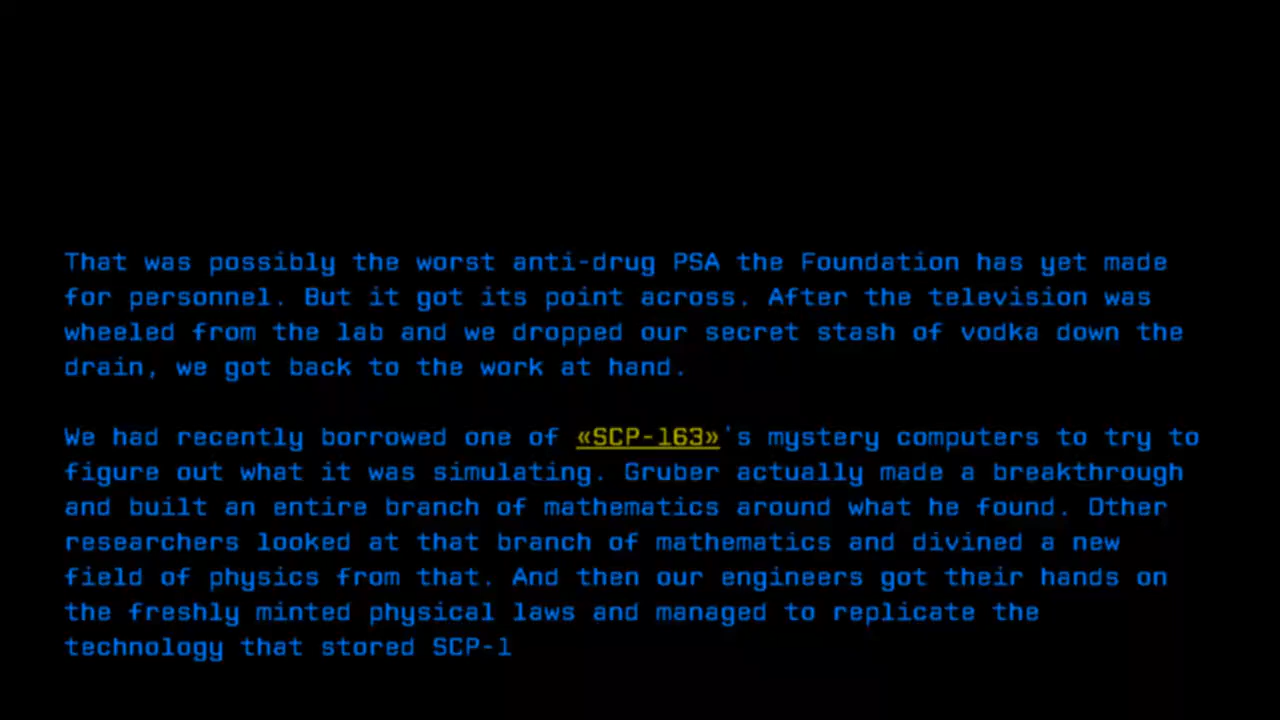 That was possibly the worst anti-drug PSA the Foundation has yet made
for personnel. But it got its point across. After the television was
wheeled from the lab and we dropped our secret stash of vodka down the
drain, we got back to the work at hand.
We had recently borrowed one of «SCP-163»'s mystery computers to try to
figure out what it was simulating. Gruber actually made a breakthrough
and built an entire branch of mathematics around what he found. Other
researchers looked at that branch of mathematics and divined a new
field of physics from that. And then our engineers got their hands on
the freshly minted physical laws and managed to replicate the
technology that stored SCP-1